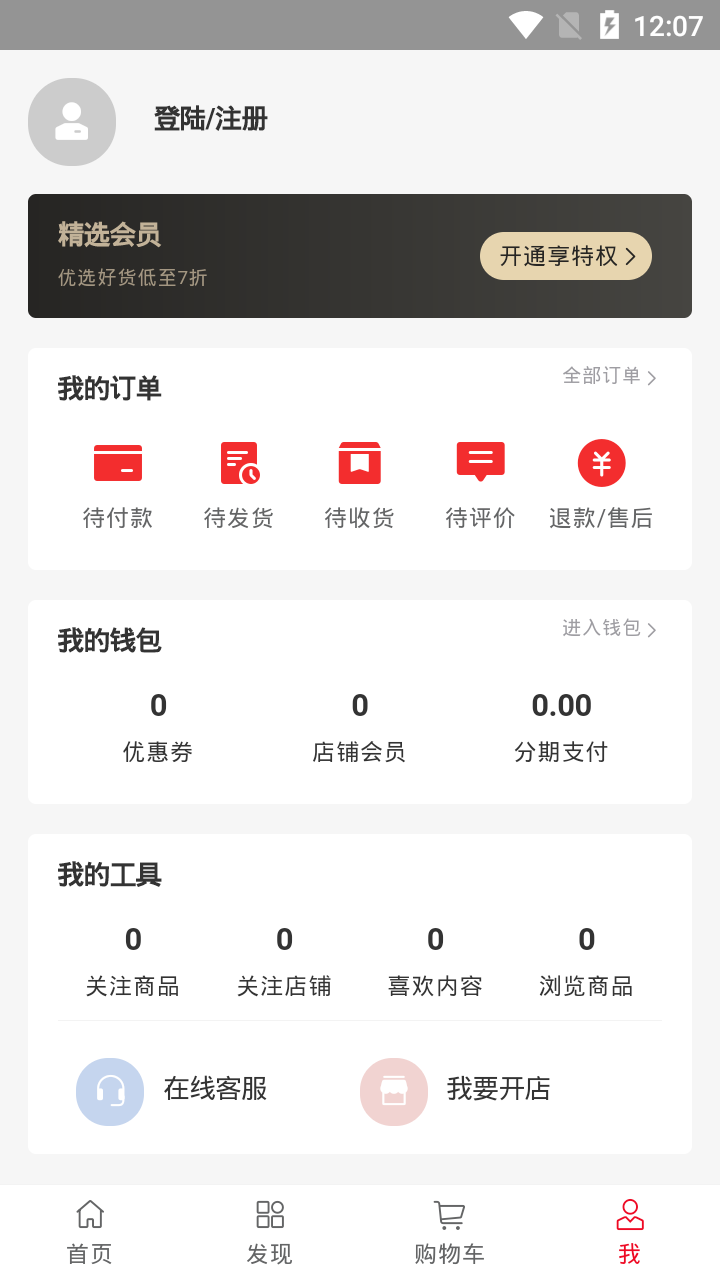 12:07
登陆/注册
精选会员
优选好货低至7折
开通享特权
我的订单
全部订单
待付款 待发货 待收货 待评价 退款/售后
我的钱包
进入钱包
0 0 0.00
优惠券 店铺会员 分期支付
我的工具
0 0 0 0
关注商品 关注店铺 喜欢内容 浏览商品
在线客服 我要开店
首页 发现 购物车 我